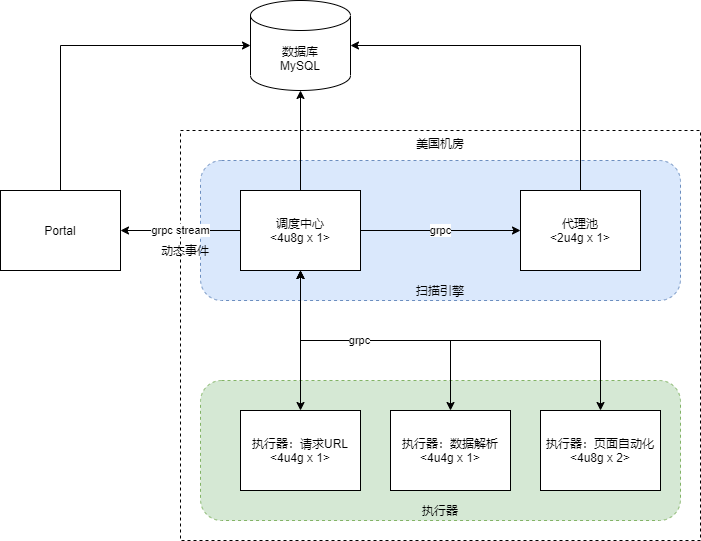 数据库
MySQL
美国机房
Portal
grpc stream
动态事件
调度中心
<4u8g x 1>
grpc
代理池
<2u4g x 1>
扫描引擎
grpc
执行器：请求URL
<4u4g x 1>
执行器：数据解析
<4u4g x 1>
执行器：页面自动化
<4u8g x 2>
执行器